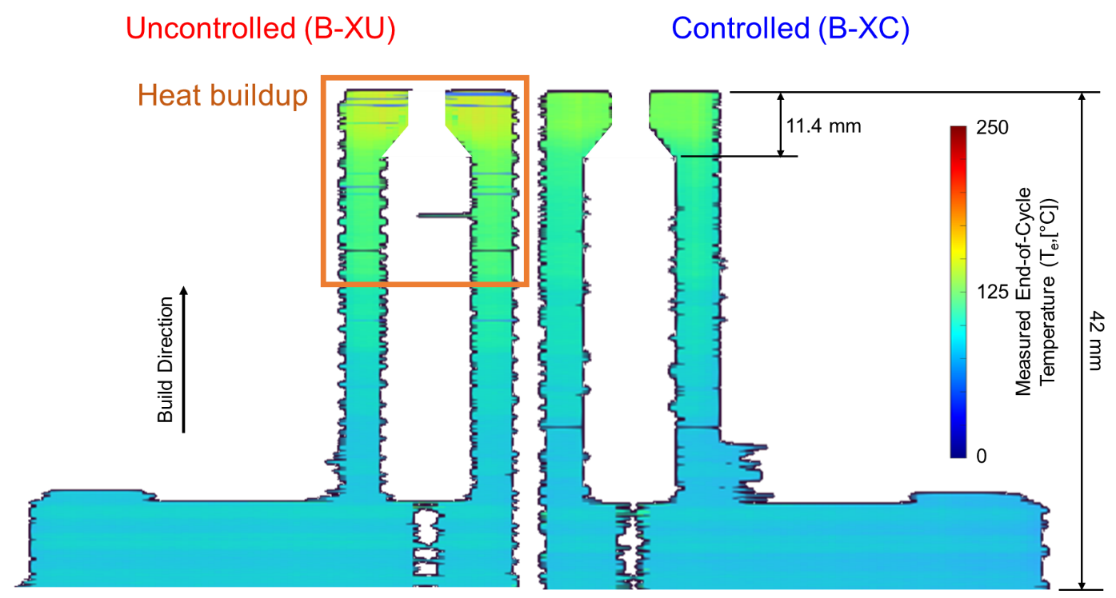 Uncontrolled (B-XU)
Controlled (B-XC)
Heat buildup
11.4 mm
250
125
0
Measured End-of-Cycle
Temperature (Te,[°C])
42 mm
Build Direction